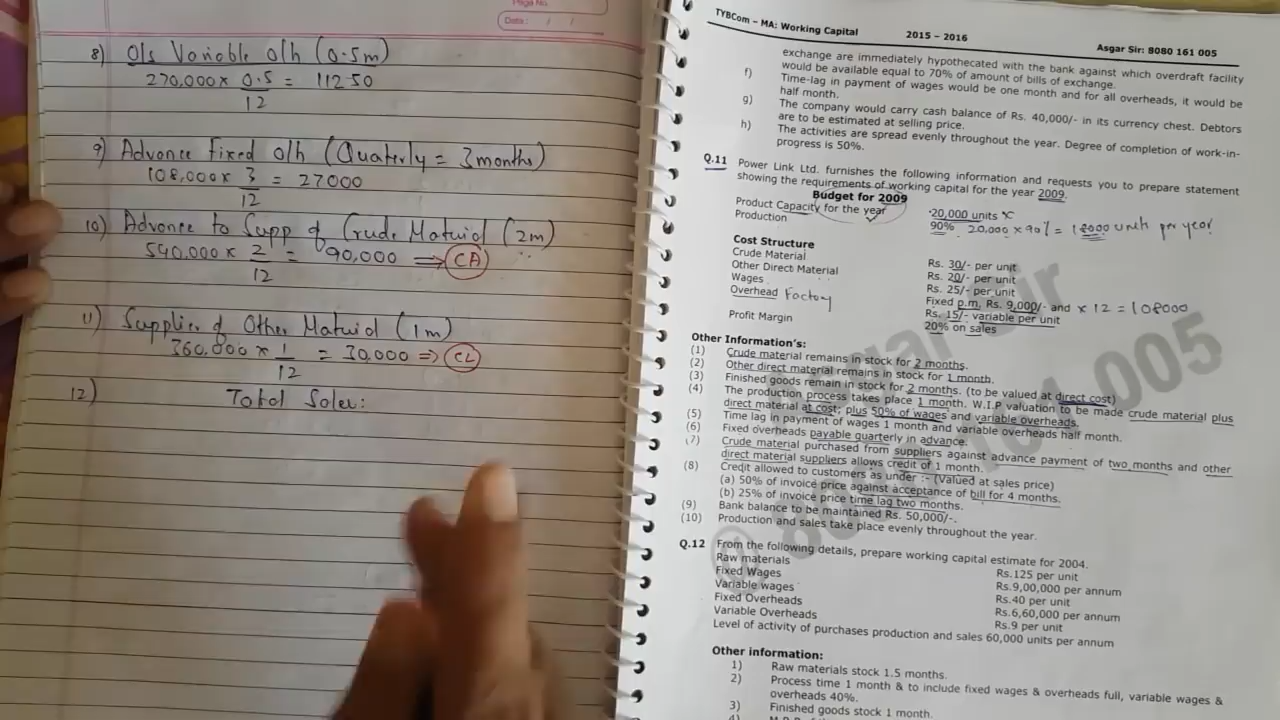 Page No.
Date: / /
8) O/s Variable o/h (0.5m)
270,000 x 0.5 = 11250
12
9) Advance fixed o/h (Quaterly = 3 months)
108,000 x 3 = 27000
12
10) Advance to Supp of Crude Matuial (2m)
540,000 x 2 = 90,000 ⇒ CA
12
11) Supplier of Other Matuial (1m)
360,000 x 1 = 30,000 ⇒ CL
12
12) Total Sales:
TYBCom – MA: Working Capital 2015 – 2016 Asgar Sir: 8080 161 005
exchange are immediately hypothecated with the bank against which overdraft facility
would be available equal to 70% of amount of bills of exchange.
f) Time-lag in payment of wages would be one month and for all overheads, it would be
half month.
g) The company would carry cash balance of Rs. 40,000/- in its currency chest. Debtors
are to be estimated at selling price.
h) The activities are spread evenly throughout the year. Degree of completion of work-in-
progress is 50%.
Q.11 Power Link Ltd. furnishes the following information and requests you to prepare statement
showing the requirements of working capital for the year 2009.
Budget for 2009
Product Capacity for the year 20,000 units
Production 90% 20,000 x 90% = 18000 units per year
Cost Structure
Crude Material Rs. 30/- per unit
Other Direct Material Rs. 20/- per unit
Wages Rs. 25/- per unit
Overhead Factory Fixed p.m. Rs. 9,000/- and x 12 = 108000
Rs. 15/- variable per unit
Profit Margin 20% on sales
Other Information's:
(1) Crude material remains in stock for 2 months.
(2) Other direct material remains in stock for 1 month.
(3) Finished goods remain in stock for 2 months. (to be valued at direct cost)
(4) The production process takes place 1 month. W.I.P valuation to be made crude material plus
direct material at cost; plus 50% of wages and variable overheads.
(5) Time lag in payment of wages 1 month and variable overheads half month.
(6) Fixed overheads payable quarterly in advance.
(7) Crude material purchased from suppliers against advance payment of two months and other
direct material suppliers allows credit of 1 month.
(8) Credit allowed to customers as under :- (Valued at sales price)
(a) 50% of invoice price against acceptance of bill for 4 months.
(b) 25% of invoice price time lag two months.
(9) Bank balance to be maintained Rs. 50,000/-.
(10) Production and sales take place evenly throughout the year.
Q.12 From the following details, prepare working capital estimate for 2004.
Raw materials Rs.125 per unit
Fixed Wages Rs.9,00,000 per annum
Variable wages Rs.40 per unit
Fixed Overheads Rs.6,60,000 per annum
Variable Overheads Rs.9 per unit
Level of activity of purchases production and sales 60,000 units per annum
Other information:
1) Raw materials stock 1.5 months.
2) Process time 1 month & to include fixed wages & overheads full, variable wages &
overheads 40%.
3) Finished goods stock 1 month.